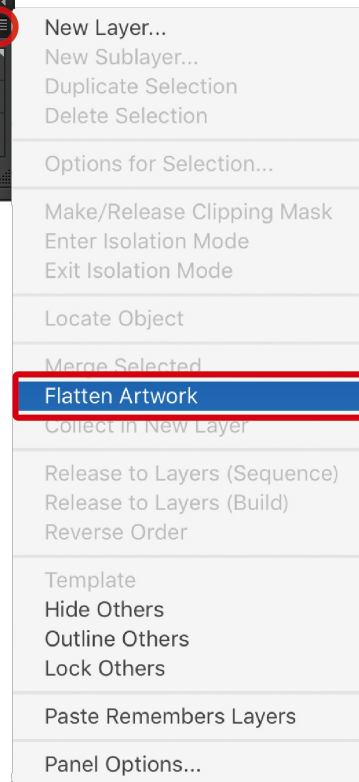 New Layer...
New Sublayer...
Duplicate Selection
Delete Selection
Options for Selection...
Make/Release Clipping Mask
Enter Isolation Mode
Exit Isolation Mode
Locate Object
Merge Selected
Flatten Artwork
Collect in New Layer
Release to Layers (Sequence)
Release to Layers (Build)
Reverse Order
Template
Hide Others
Outline Others
Lock Others
Paste Remembers Layers
Panel Options...